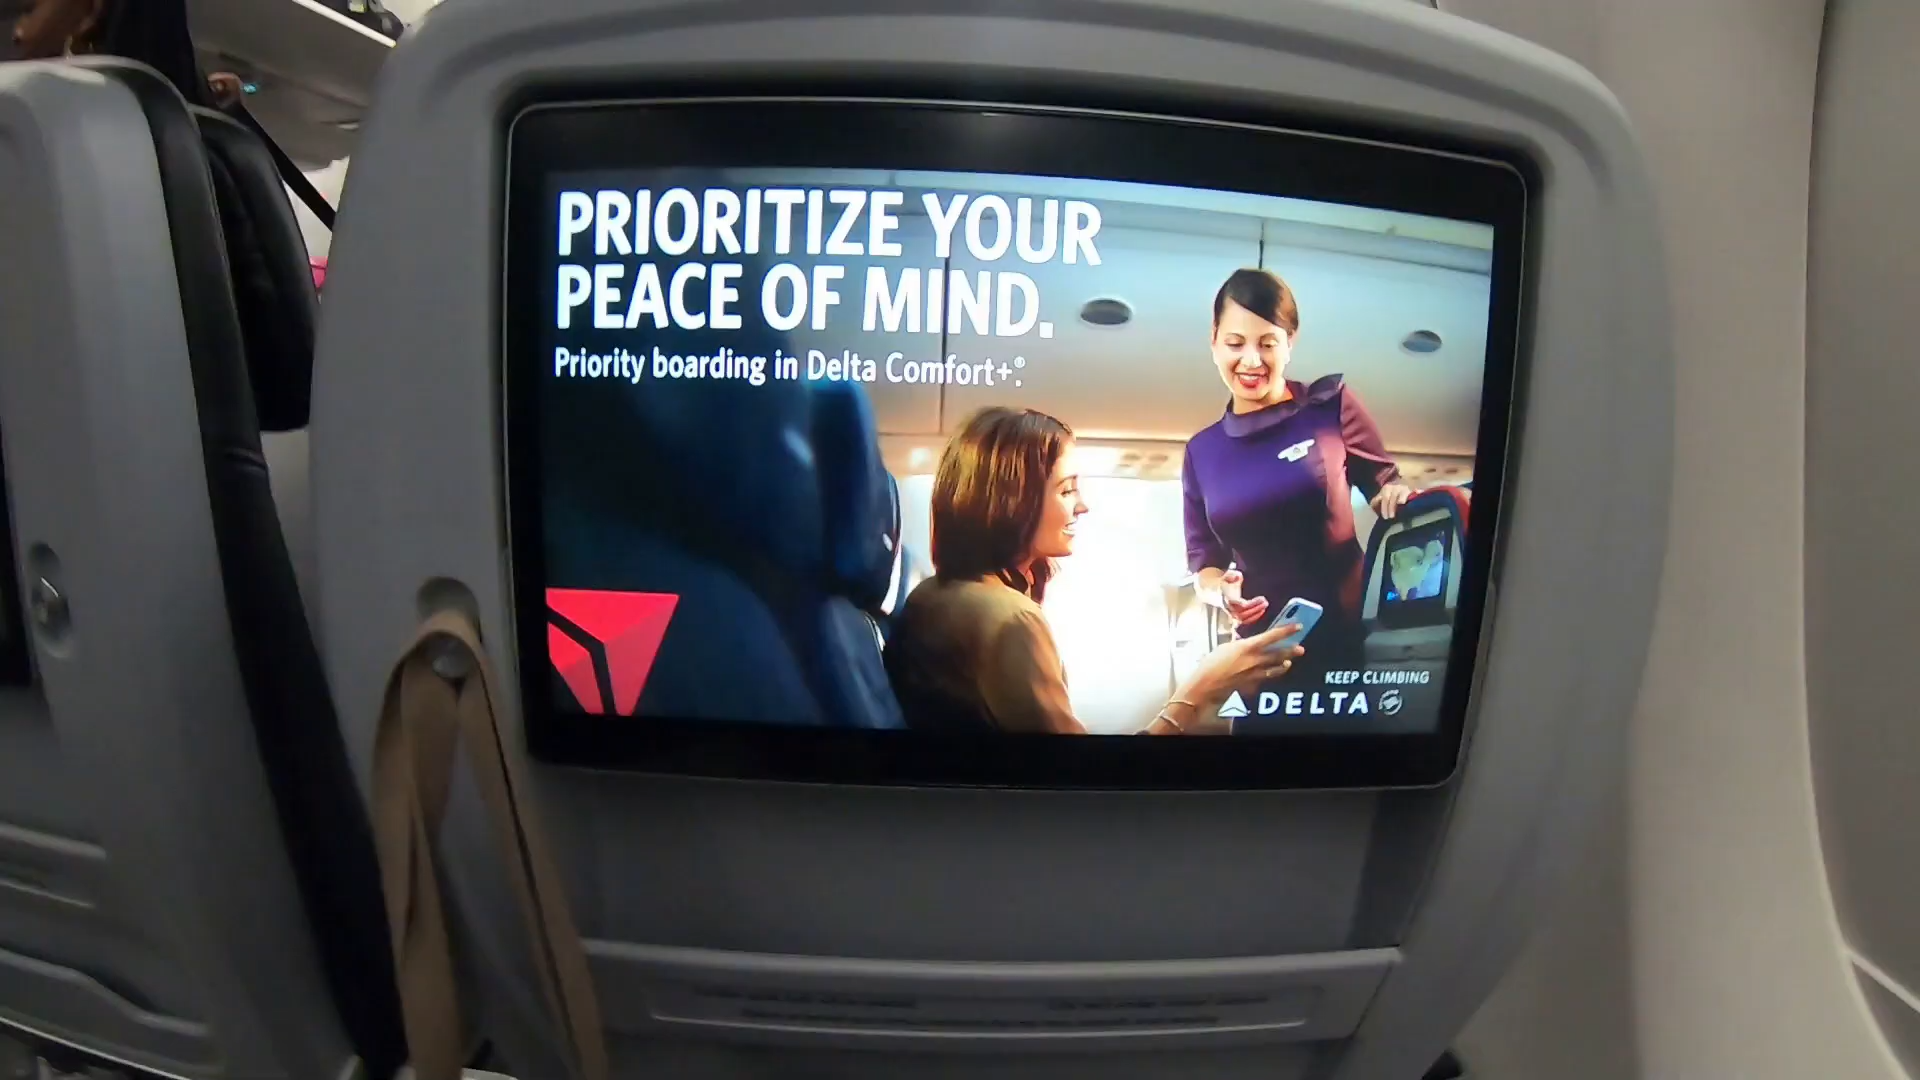 PRIORITIZE YOUR
PEACE OF MIND.
Priority boarding in Delta Comfort+®.
KEEP CLIMBING
DELTA